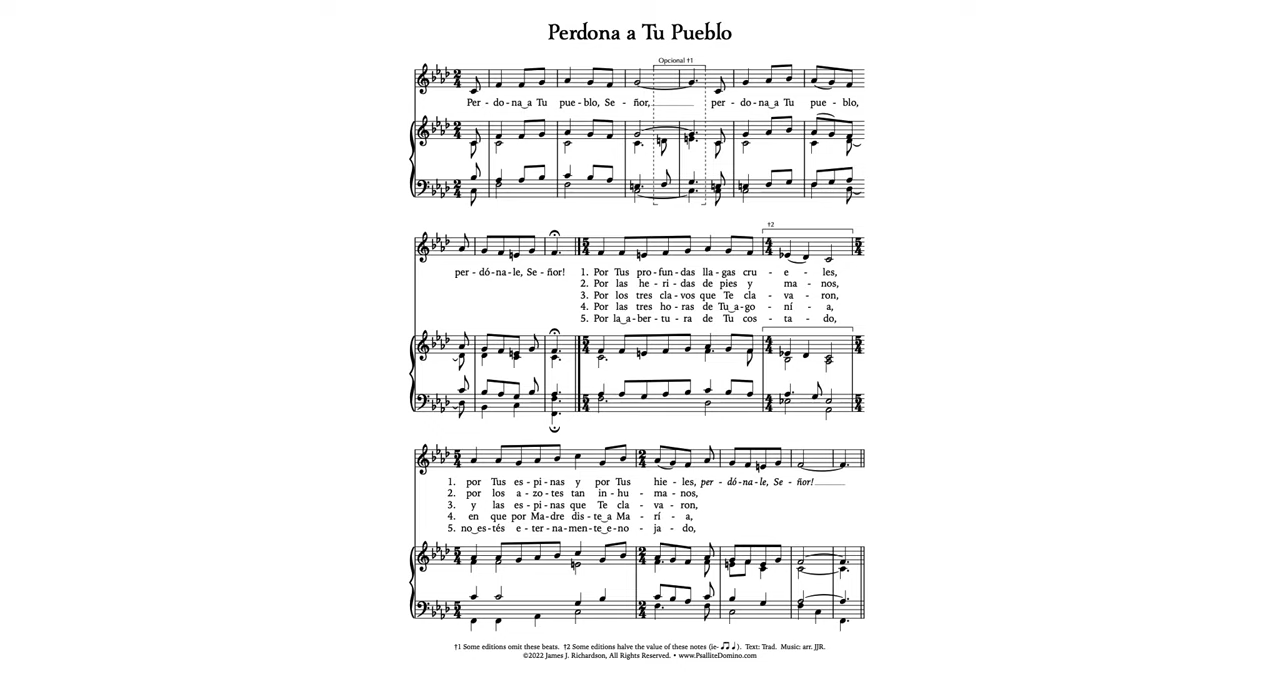 Perdona a Tu Pueblo
Opcional †1
Per - do - na‿a Tu pue - blo, Se - ñor, per - do - na‿a Tu pue - blo,
†2
per - dó - na - le, Se - ñor! 1. Por Tus pro - fun - das lla - gas cru - e - les,
2. Por las he - ri - das de pies y ma - nos,
3. Por los tres cla - vos que Te cla - va - ron,
4. Por las tres ho - ras de Tu‿a - go - ní - a,
5. Por la‿a - ber - tu - ra de Tu cos - ta - do,
1. por Tus es - pi - nas y por Tus hie - les, per - dó - na - le, Se - ñor!
2. por los a - zo - tes tan in - hu - ma - nos,
3. y las es - pi - nas que Te cla - va - ron,
4. en que por Ma - dre dis - te‿a Ma - rí - a,
5. no‿es - tés e - ter - na - men - te‿e - no - ja - do,
†1 Some editions omit these beats. †2 Some editions halve the value of these notes (ie- ♫ ♩). Text: Trad. Music: arr. JJR.
©2022 James J. Richardson, All Rights Reserved. • www.PsalliteDomino.com